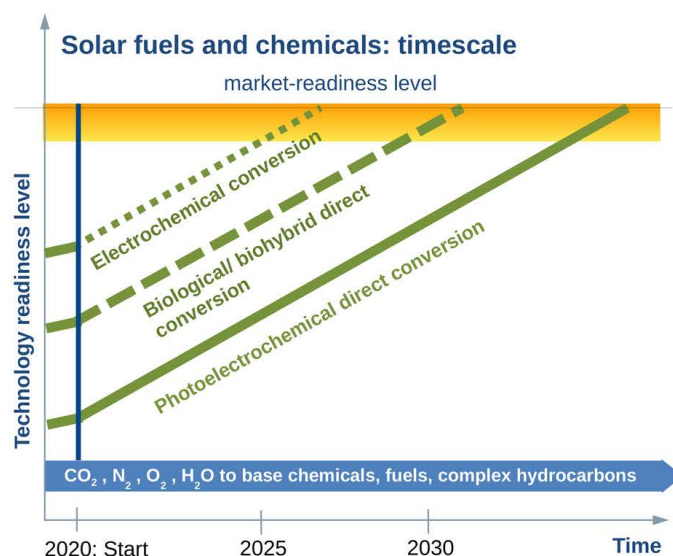 Solar fuels and chemicals: timescale
market-readiness level
Technology readiness level
Electrochemical conversion
Biological/ biohybrid direct
conversion
Photoelectrochemical direct conversion
CO₂ , N₂ , O₂ , H₂O to base chemicals, fuels, complex hydrocarbons
2020: Start
2025
2030
Time